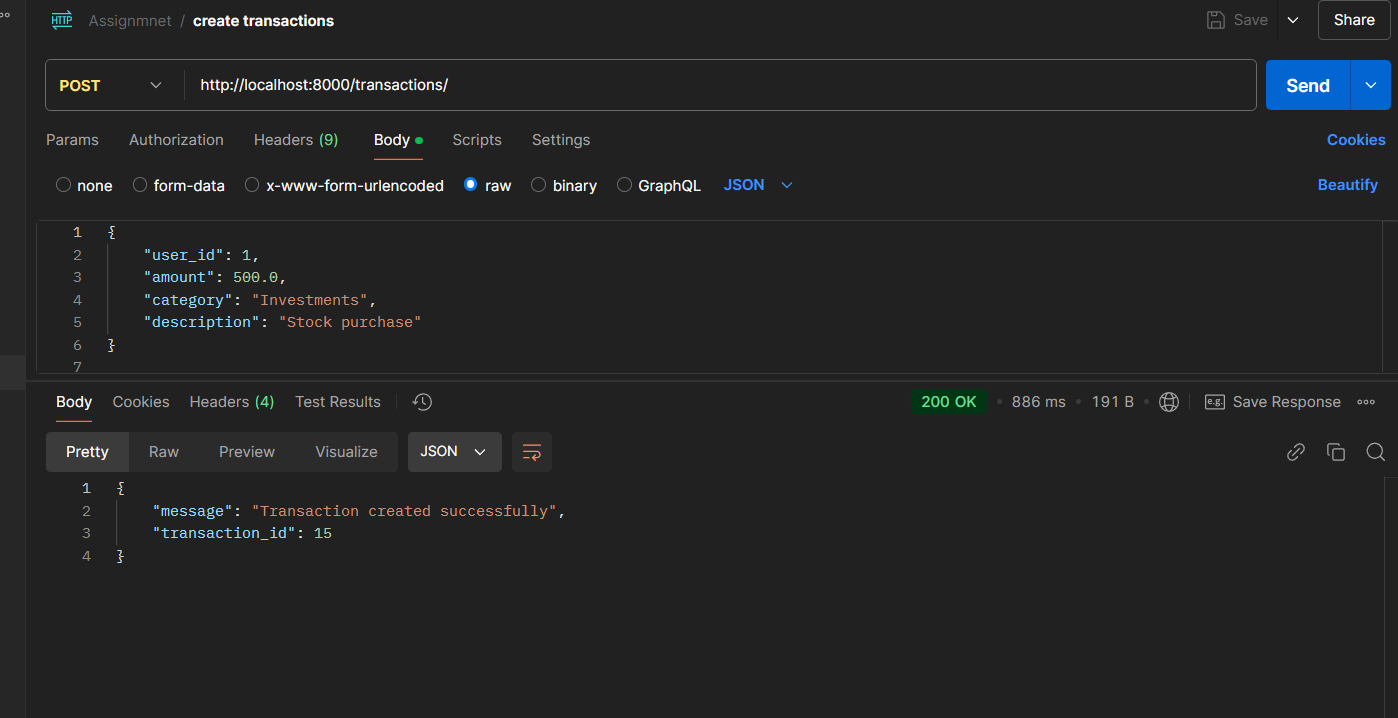 HTTP Assignmnet / create transactions Save Share
POST http://localhost:8000/transactions/ Send
Params Authorization Headers (9) Body Scripts Settings Cookies
none form-data x-www-form-urlencoded raw binary GraphQL JSON Beautify
1 {
2 "user_id": 1,
3 "amount": 500.0,
4 "category": "Investments",
5 "description": "Stock purchase"
6 }
7
Body Cookies Headers (4) Test Results 200 OK • 886 ms • 191 B • e.g. Save Response
Pretty Raw Preview Visualize JSON
1 {
2 "message": "Transaction created successfully",
3 "transaction_id": 15
4 }